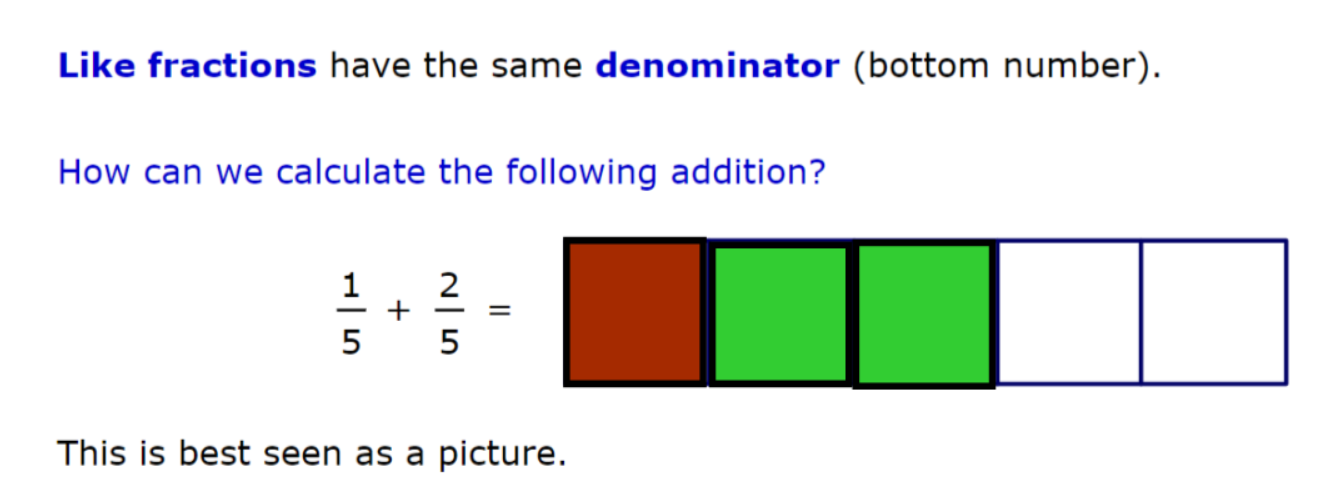 Like fractions have the same denominator (bottom number).
How can we calculate the following addition?
1/5 + 2/5 =
This is best seen as a picture.